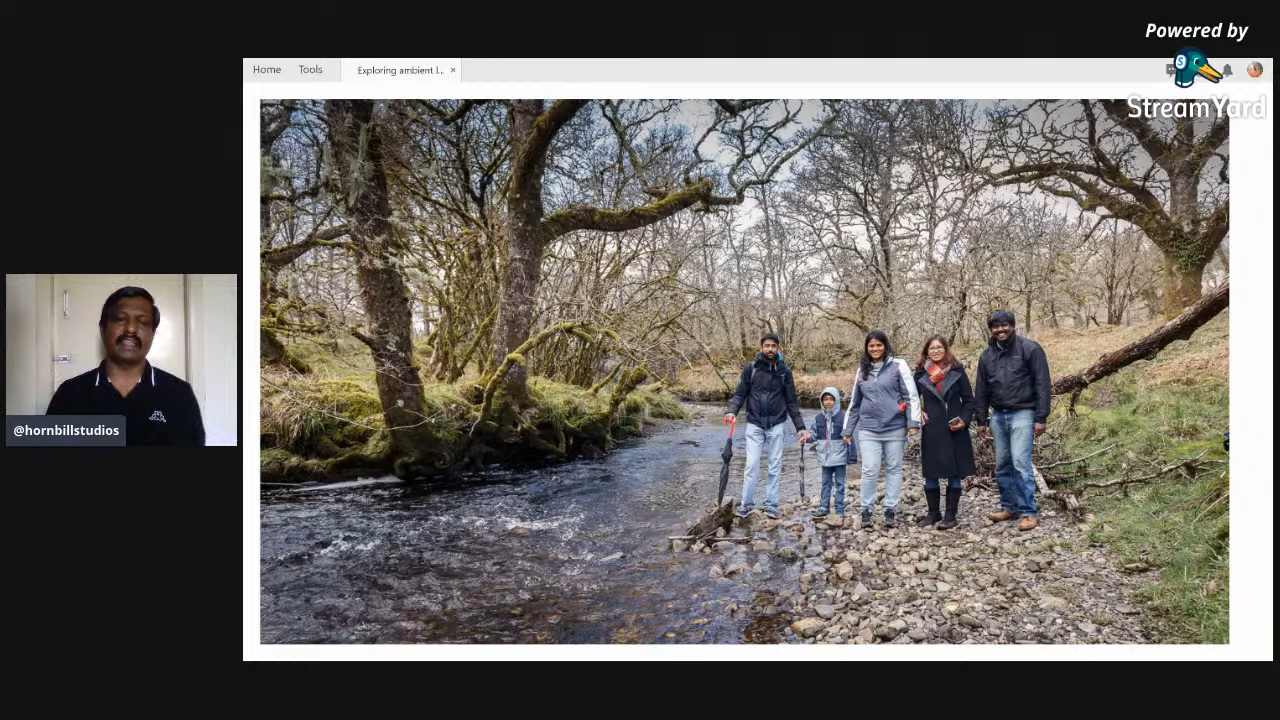 Powered by
StreamYard
Home
Tools
Exploring ambient l...
@hornbillstudios